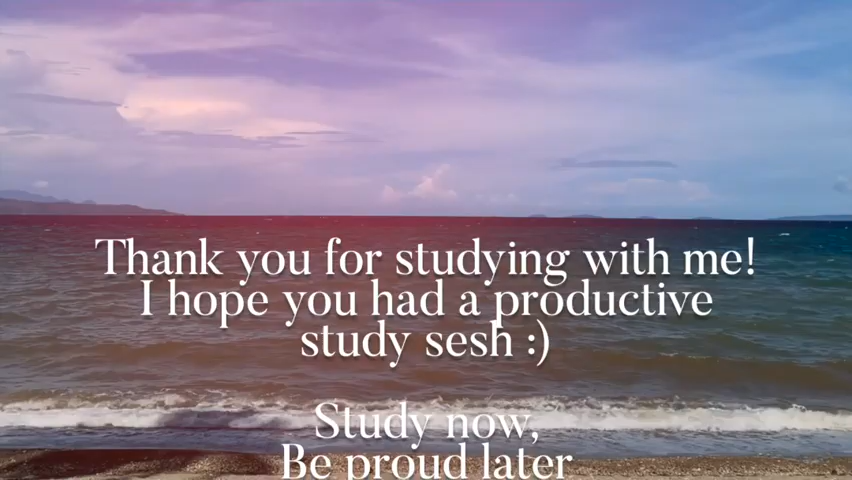 Thank you for studying with me!
I hope you had a productive
study sesh :)
Study now,
Be proud later